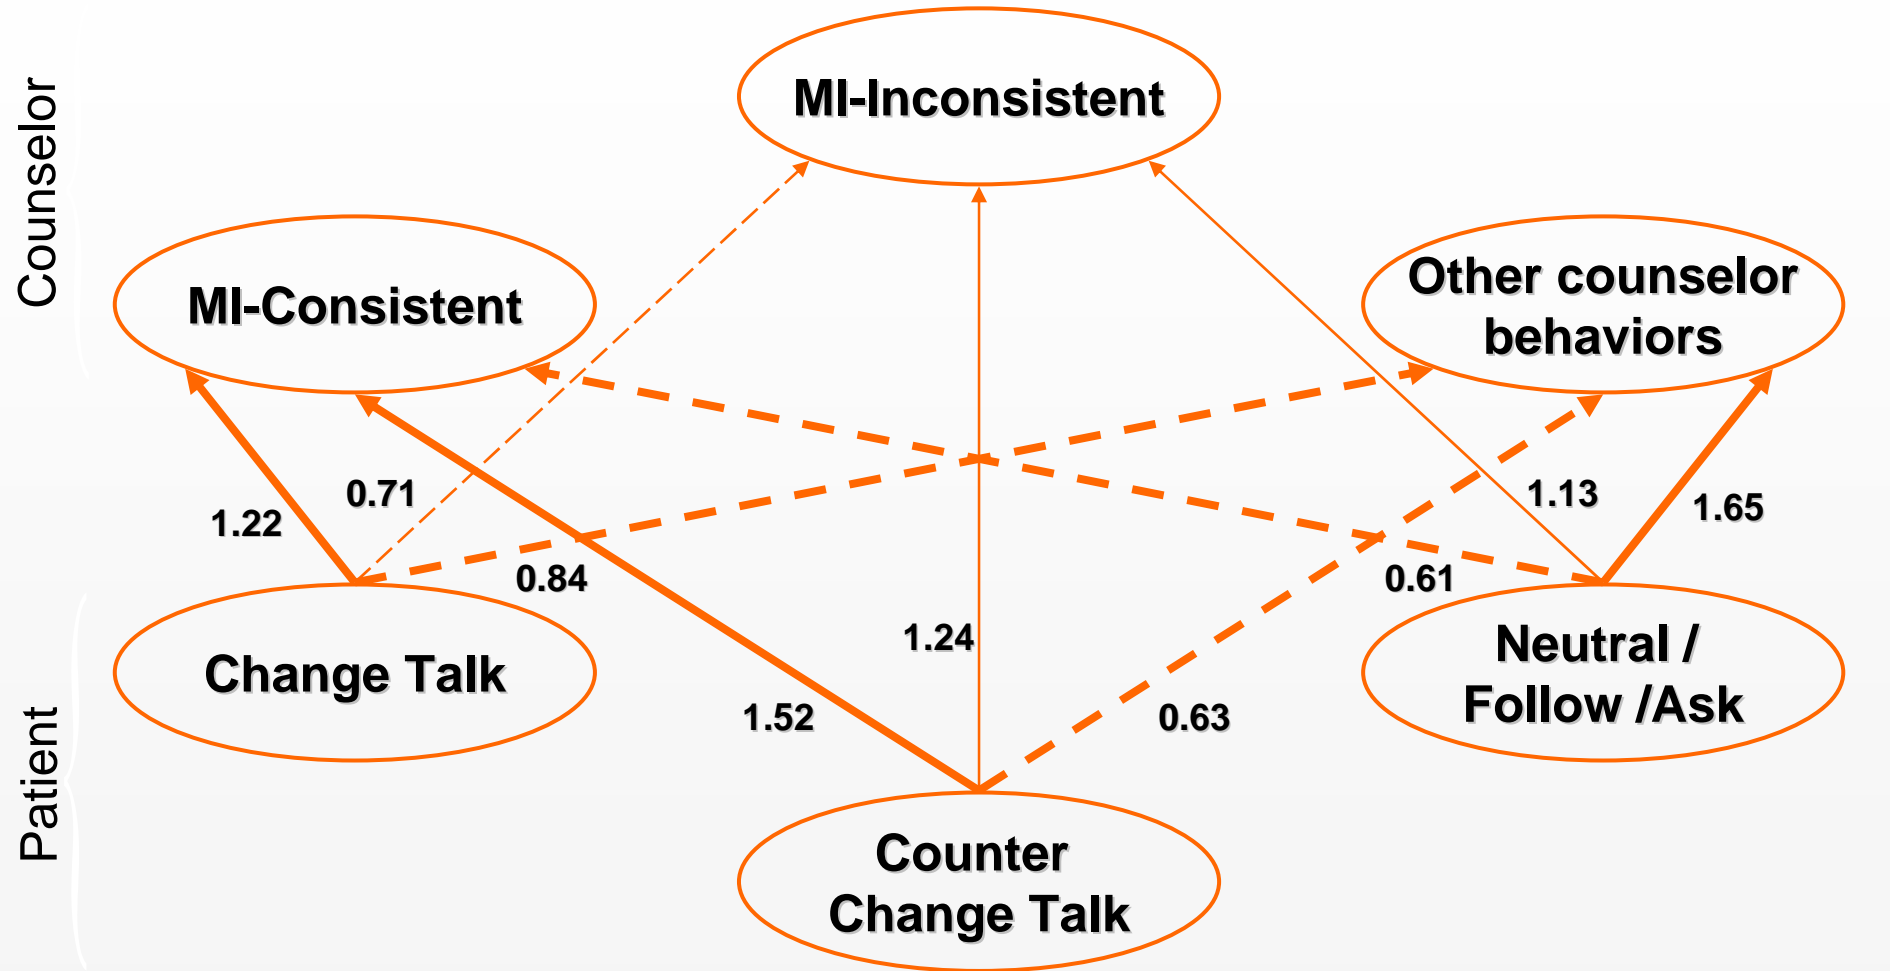 Counselor
MI-Inconsistent
MI-Consistent
Other counselor
behaviors
1.22
0.71
0.84
1.13
1.65
0.61
1.24
1.52
0.63
Patient
Change Talk
Neutral /
Follow /Ask
Counter
Change Talk